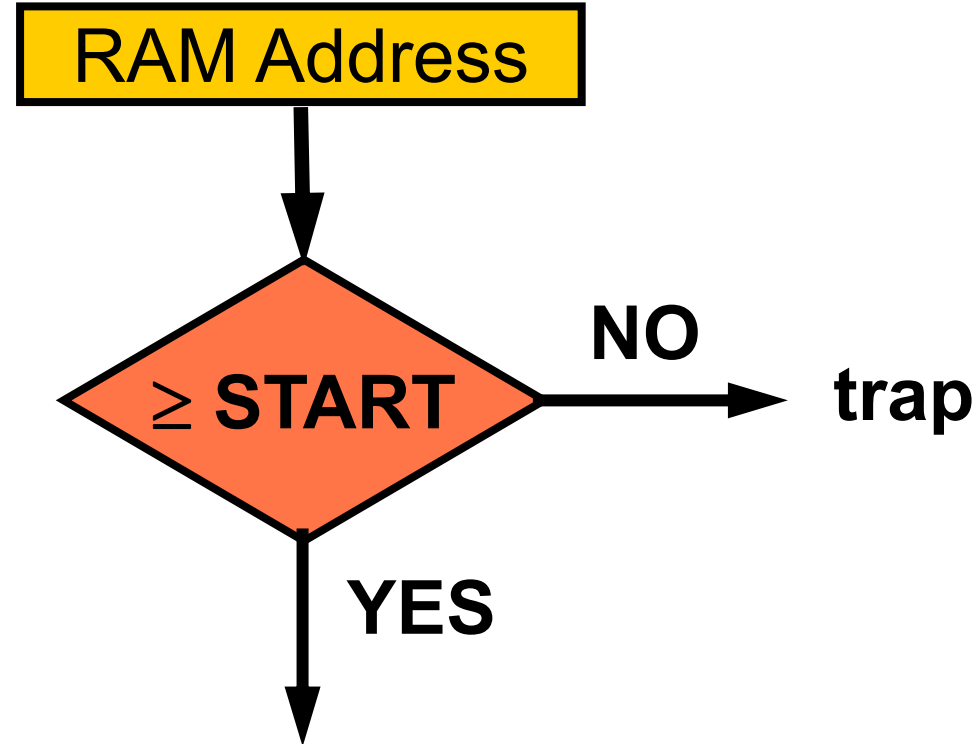 RAM Address
NO
≥ START
trap
YES